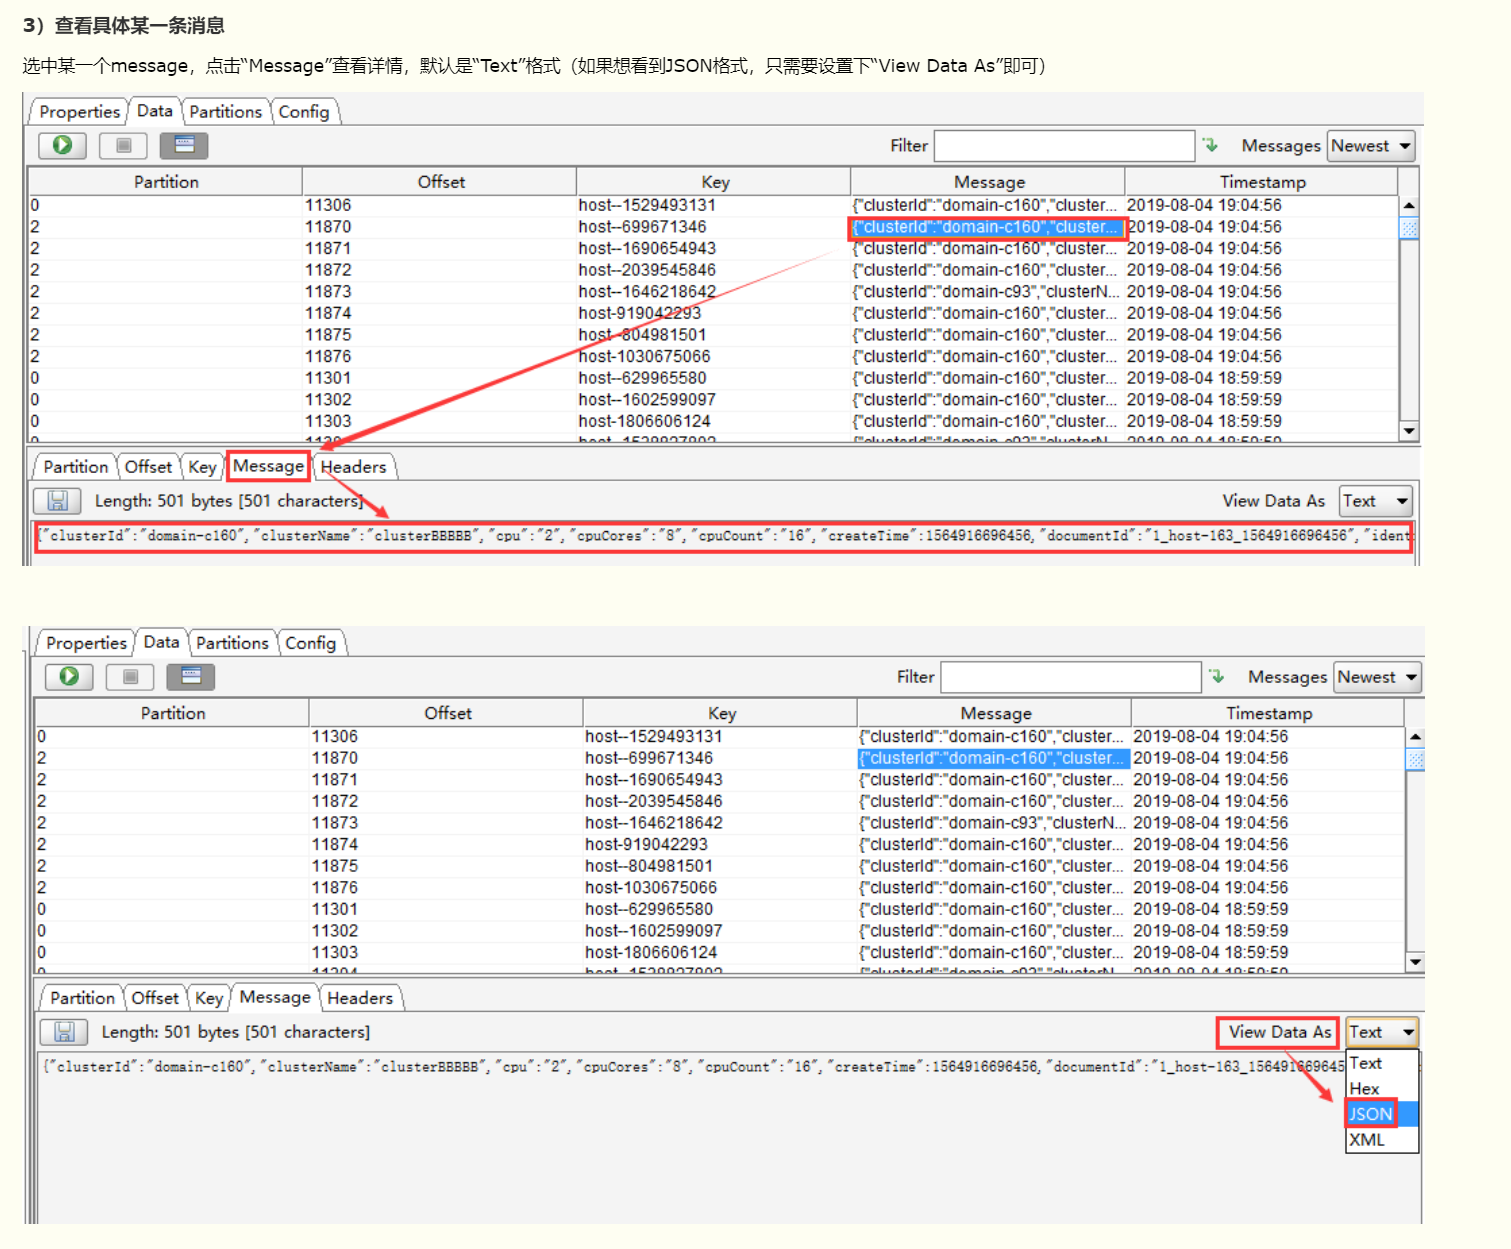 3）查看具体某一条消息
选中某一个message，点击“Message”查看详情，默认是“Text”格式（如果想看到JSON格式，只需要设置下“View Data As”即可）
Properties Data Partitions Config
Filter Messages Newest
Partition Offset Key Message Timestamp
0 11306 host--1529493131 {"clusterId":"domain-c160","cluster... 2019-08-04 19:04:56
2 11870 host--699671346 {"clusterId":"domain-c160","cluster... 2019-08-04 19:04:56
2 11871 host--1690654943 {"clusterId":"domain-c160","cluster... 2019-08-04 19:04:56
2 11872 host--2039545846 {"clusterId":"domain-c160","cluster... 2019-08-04 19:04:56
2 11873 host--1646218642 {"clusterId":"domain-c93","clusterN... 2019-08-04 19:04:56
2 11874 host-919042293 {"clusterId":"domain-c160","cluster... 2019-08-04 19:04:56
2 11875 host--804981501 {"clusterId":"domain-c160","cluster... 2019-08-04 19:04:56
2 11876 host-1030675066 {"clusterId":"domain-c160","cluster... 2019-08-04 19:04:56
0 11301 host--629965580 {"clusterId":"domain-c160","cluster... 2019-08-04 18:59:59
0 11302 host--1602599097 {"clusterId":"domain-c160","cluster... 2019-08-04 18:59:59
0 11303 host-1806606124 {"clusterId":"domain-c160","cluster... 2019-08-04 18:59:59
Partition Offset Key Message Headers
Length: 501 bytes [501 characters] View Data As Text
{"clusterId":"domain-c160","clusterName":"clusterBBBBB","cpu":"2","cpuCores":"8","cpuCount":"16","createTime":1564916696456,"documentId":"1_host-163_1564916696456","ident
Properties Data Partitions Config
Filter Messages Newest
Partition Offset Key Message Timestamp
0 11306 host--1529493131 {"clusterId":"domain-c160","cluster... 2019-08-04 19:04:56
2 11870 host--699671346 {"clusterId":"domain-c160","cluster... 2019-08-04 19:04:56
2 11871 host--1690654943 {"clusterId":"domain-c160","cluster... 2019-08-04 19:04:56
2 11872 host--2039545846 {"clusterId":"domain-c160","cluster... 2019-08-04 19:04:56
2 11873 host--1646218642 {"clusterId":"domain-c93","clusterN... 2019-08-04 19:04:56
2 11874 host-919042293 {"clusterId":"domain-c160","cluster... 2019-08-04 19:04:56
2 11875 host--804981501 {"clusterId":"domain-c160","cluster... 2019-08-04 19:04:56
2 11876 host-1030675066 {"clusterId":"domain-c160","cluster... 2019-08-04 19:04:56
0 11301 host--629965580 {"clusterId":"domain-c160","cluster... 2019-08-04 18:59:59
0 11302 host--1602599097 {"clusterId":"domain-c160","cluster... 2019-08-04 18:59:59
0 11303 host-1806606124 {"clusterId":"domain-c160","cluster... 2019-08-04 18:59:59
Partition Offset Key Message Headers
Length: 501 bytes [501 characters] View Data As Text
{"clusterId":"domain-c160","clusterName":"clusterBBBBB","cpu":"2","cpuCores":"8","cpuCount":"16","createTime":1564916696456,"documentId":"1_host-163_156491669645
Text
Hex
JSON
XML